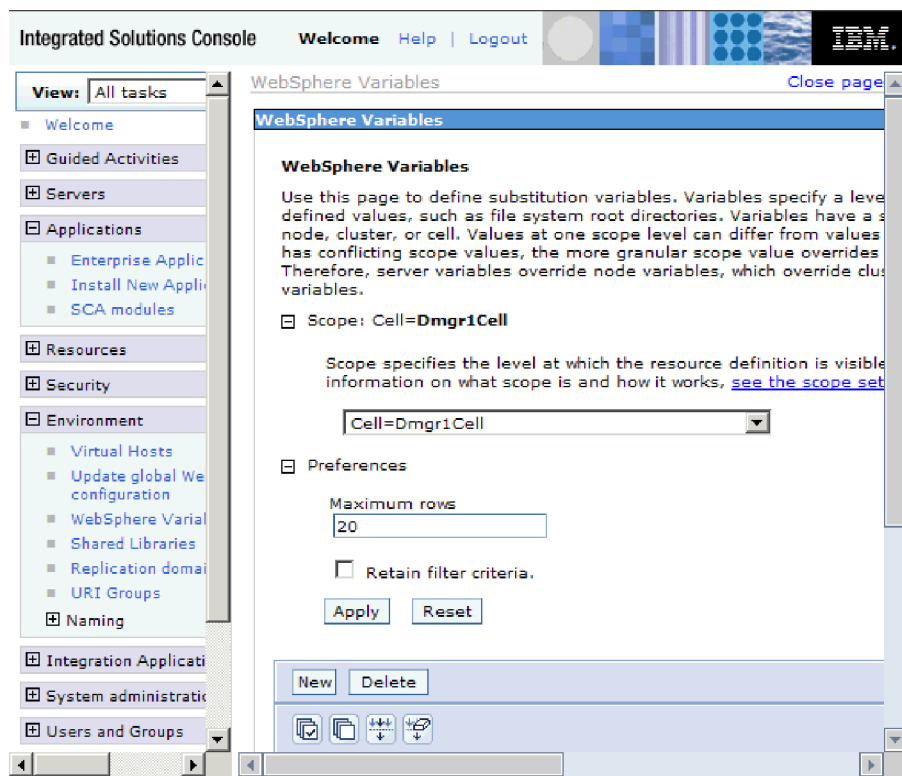 Integrated Solutions Console Welcome Help | Logout IBM.
View: All tasks
Welcome
Guided Activities
Servers
Applications
Enterprise Applic
Install New Appli
SCA modules
Resources
Security
Environment
Virtual Hosts
Update global We
configuration
WebSphere Varial
Shared Libraries
Replication domai
URI Groups
Naming
Integration Applicati
System administratio
Users and Groups
WebSphere Variables Close page
WebSphere Variables
WebSphere Variables
Use this page to define substitution variables. Variables specify a leve
defined values, such as file system root directories. Variables have a s
node, cluster, or cell. Values at one scope level can differ from values
has conflicting scope values, the more granular scope value overrides
Therefore, server variables override node variables, which override clus
variables.
Scope: Cell=Dmgr1Cell
Scope specifies the level at which the resource definition is visible
information on what scope is and how it works, see the scope set
Cell=Dmgr1Cell
Preferences
Maximum rows
20
Retain filter criteria.
Apply Reset
New Delete